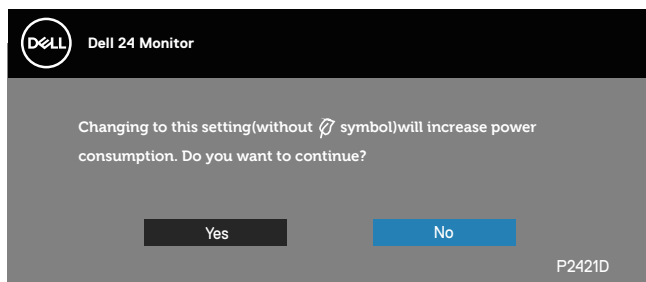 DELL
Dell 24 Monitor
Changing to this setting(without symbol)will increase power
consumption. Do you want to continue?
Yes
No
P2421D